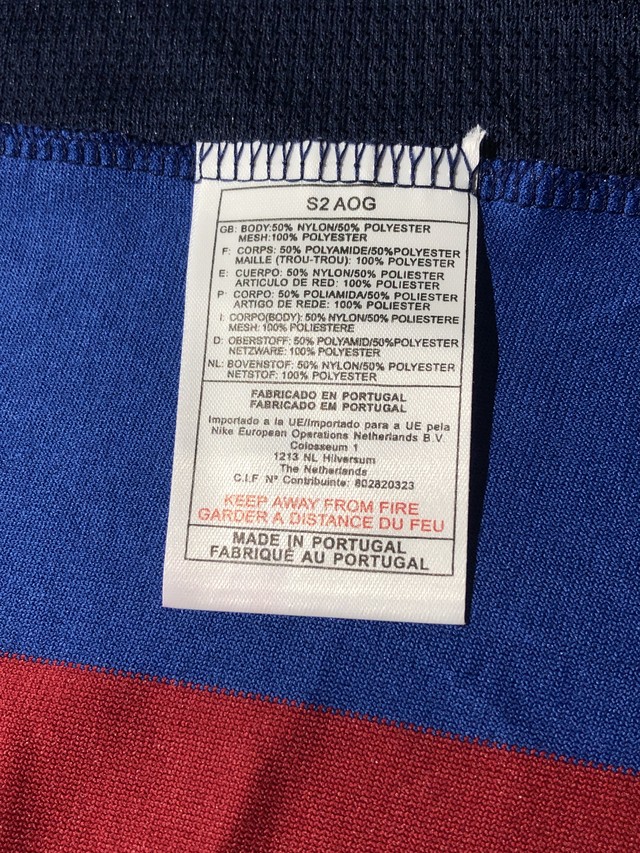 S2 AOG
GB: BODY:50% NYLON/50% POLYESTER
MESH:100% POLYESTER
F: CORPS: 50% POLYAMIDE/50%POLYESTER
MAILLE (TROU-TROU): 100% POLYESTER
E: CUERPO: 50% NYLON/50% POLIESTER
ARTICULO DE RED: 100% POLIESTER
P: CORPO: 50% POLIAMIDA/50% POLIESTER
ARTIGO DE REDE: 100% POLIESTER
I: CORPO(BODY): 50% NYLON/50% POLIESTERE
MESH: 100% POLIESTERE
D: OBERSTOFF: 50% POLYAMID/50%POLYESTER
NETZWARE: 100% POLYESTER
NL: BOVENSTOF: 50% NYLON/50% POLYESTER
NETSTOF: 100% POLYESTER
FABRICADO EN PORTUGAL
FABRICADO EM PORTUGAL
Importado a la UE/Importado para a UE pela
Nike European Operations Netherlands B.V.
Colosseum 1
1213 NL Hilversum
The Netherlands
C.I.F Nº Contribuinte: 802820323
KEEP AWAY FROM FIRE
GARDER A DISTANCE DU FEU
MADE IN PORTUGAL
FABRIQUÉ AU PORTUGAL